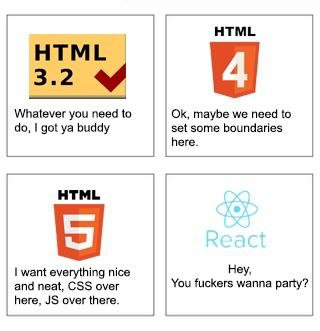 HTML
3.2
Whatever you need to
do, I got ya buddy
HTML
4
Ok, maybe we need to
set some boundaries
here.
HTML
5
I want everything nice
and neat, CSS over
here, JS over there.
React
Hey,
You fuckers wanna party?